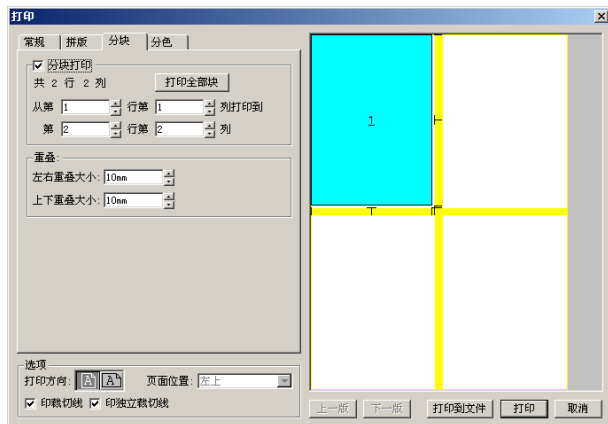 打印
常规 拼版 分块 分色
分块打印
共 2 行 2 列 打印全部块
从第 1 行第 1 列打印到
第 2 行第 2 列
重叠:
左右重叠大小: 10mm
上下重叠大小: 10mm
1
选项
打印方向: A A 页面位置: 左上
印裁切线 印独立裁切线
上一版 下一版 打印到文件 打印 取消